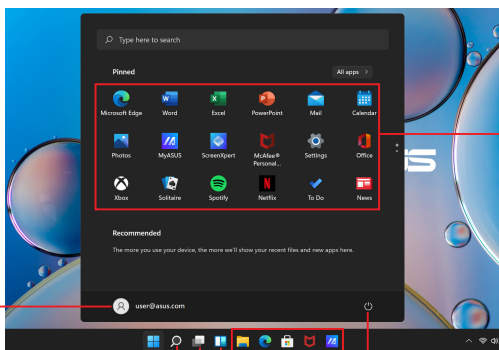 Type here to search
Pinned
All apps >
Microsoft Edge Word Excel PowerPoint Mail Calendar
Photos MyASUS ScreenXpert McAfee® Personal... Settings Office
Xbox Solitaire Spotify Netflix To Do News
Recommended
The more you use your device, the more we'll show your recent files and new apps here.
user@asus.com